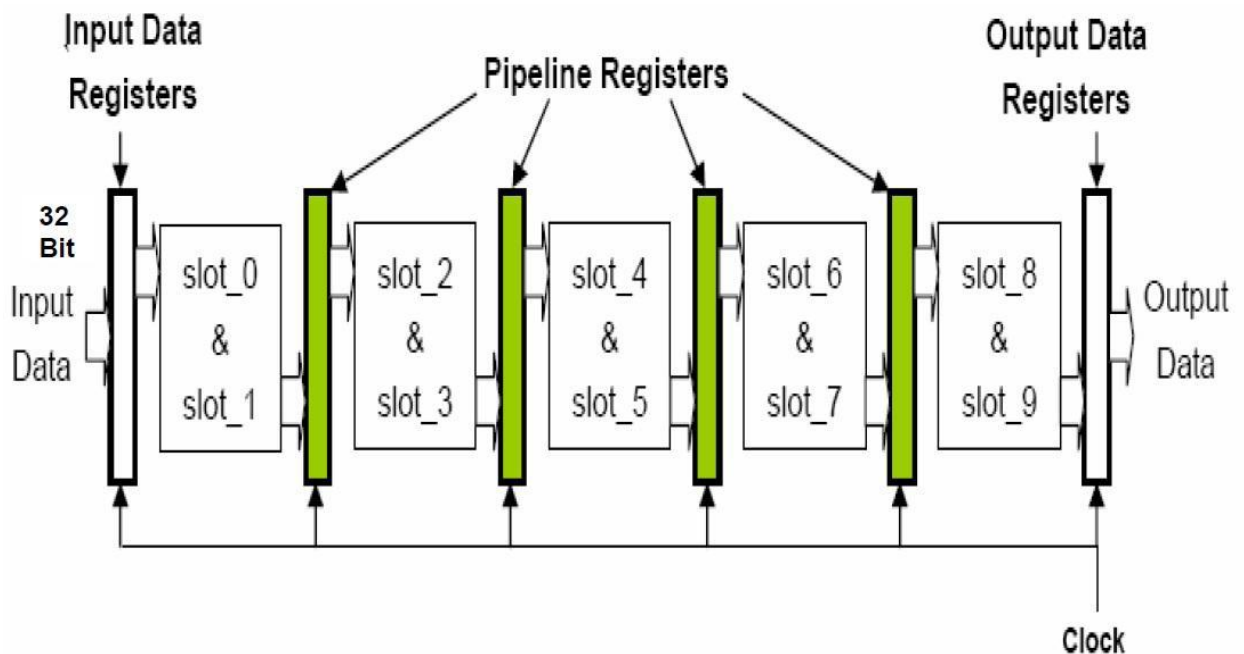 Input Data
Registers
Pipeline Registers
Output Data
Registers
32
Bit
Input
Data
slot_0
&
slot_1
slot_2
&
slot_3
slot_4
&
slot_5
slot_6
&
slot_7
slot_8
&
slot_9
Output
Data
Clock